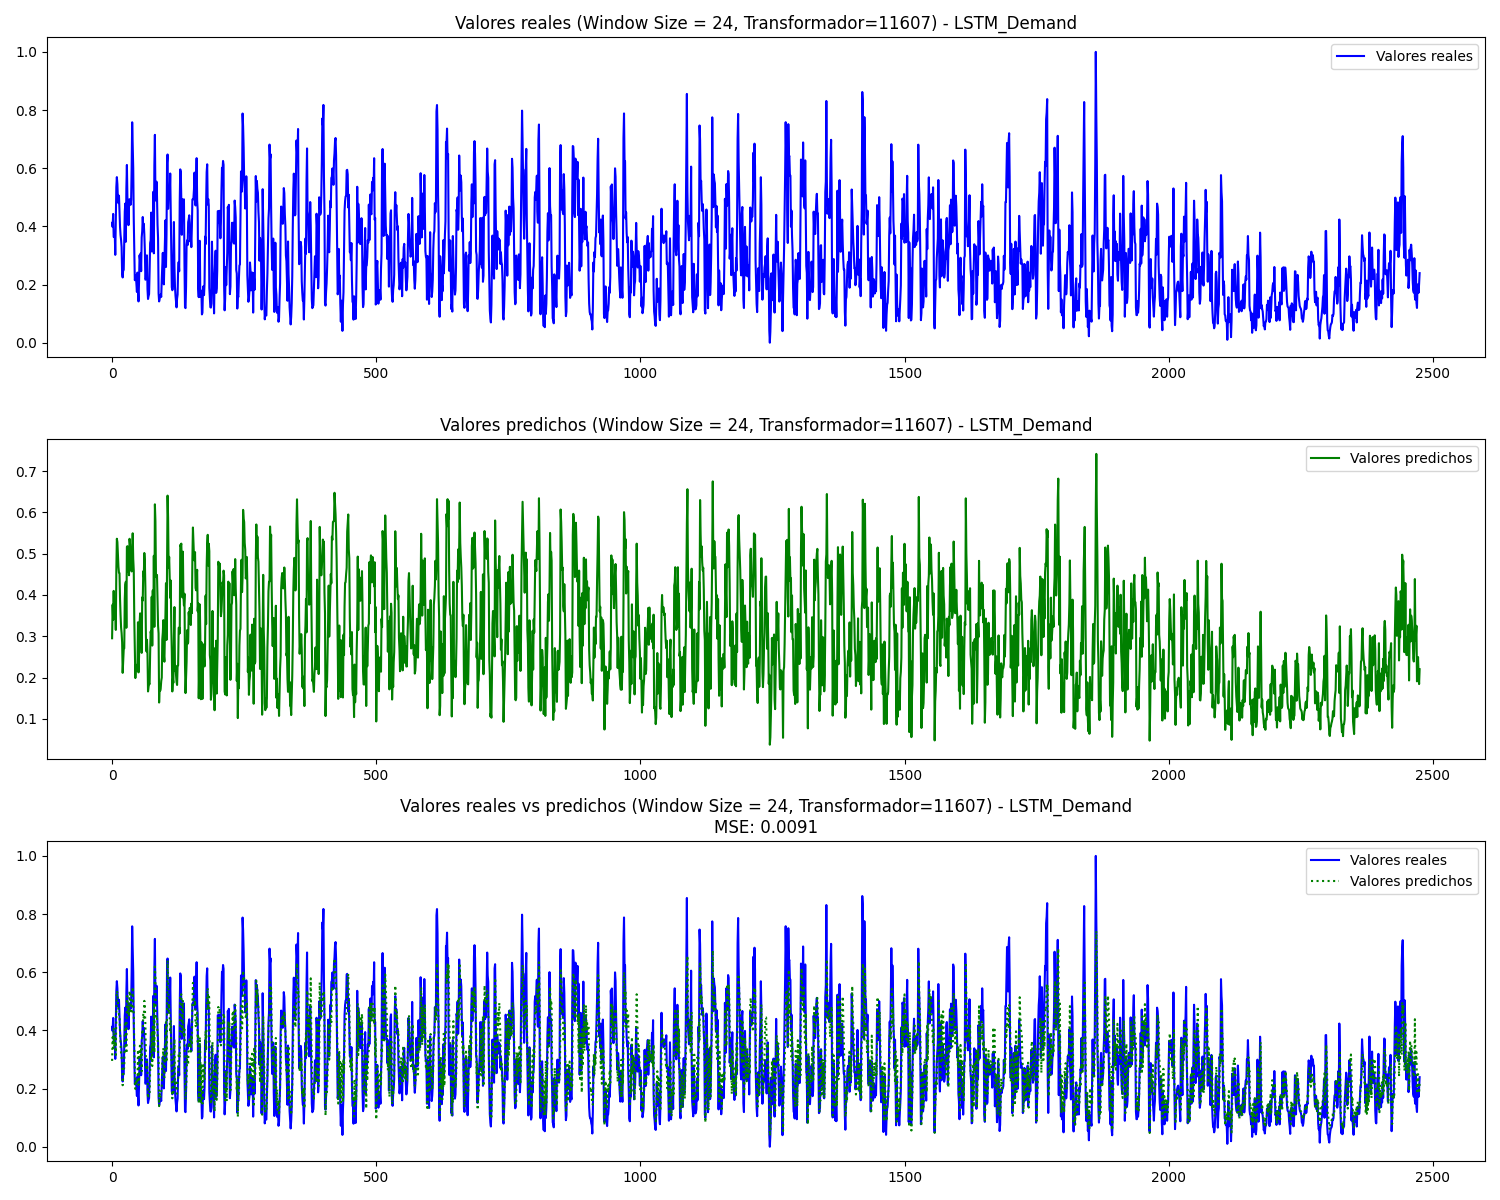 Valores reales (Window Size = 24, Transformador=11607) - LSTM_Demand
1.0
0.8
0.6
0.4
0.2
0.0
Valores reales
0 500 1000 1500 2000 2500
Valores predichos (Window Size = 24, Transformador=11607) - LSTM_Demand
0.7
0.6
0.5
0.4
0.3
0.2
0.1
Valores predichos
0 500 1000 1500 2000 2500
Valores reales vs predichos (Window Size = 24, Transformador=11607) - LSTM_Demand
MSE: 0.0091
1.0
0.8
0.6
0.4
0.2
0.0
Valores reales
Valores predichos
0 500 1000 1500 2000 2500